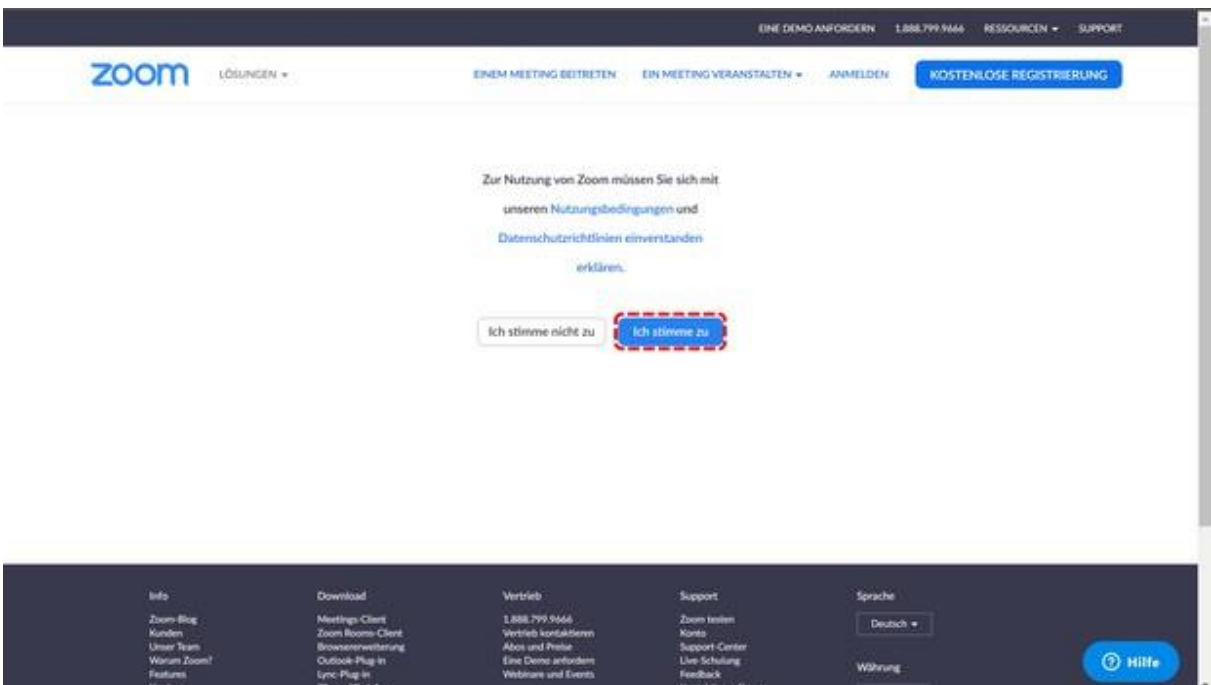 EINE DEMO ANFORDERN 1.888.799.9666 RESSOURCEN SUPPORT
zoom LÖSUNGEN EINEM MEETING BEITRETEN EIN MEETING VERANSTALTEN ANMELDEN KOSTENLOSE REGISTRIERUNG
Zur Nutzung von Zoom müssen Sie sich mit
unseren Nutzungsbedingungen und
Datenschutzrichtlinien einverstanden
erklären.
Ich stimme nicht zu Ich stimme zu
Info Download Vertrieb Support Sprache
Zoom-Blog Meetings-Client 1.888.799.9666 Zoom testen Deutsch
Kunden Zoom Rooms-Client Vertrieb kontaktieren Konto
Unser Team Browsererweiterung Abos und Preise Support-Center
Warum Zoom? Outlook-Plug-in Eine Demo anfordern Live-Schulung Währung
Features Lync-Plug-in Webinare und Events Feedback
Hilfe